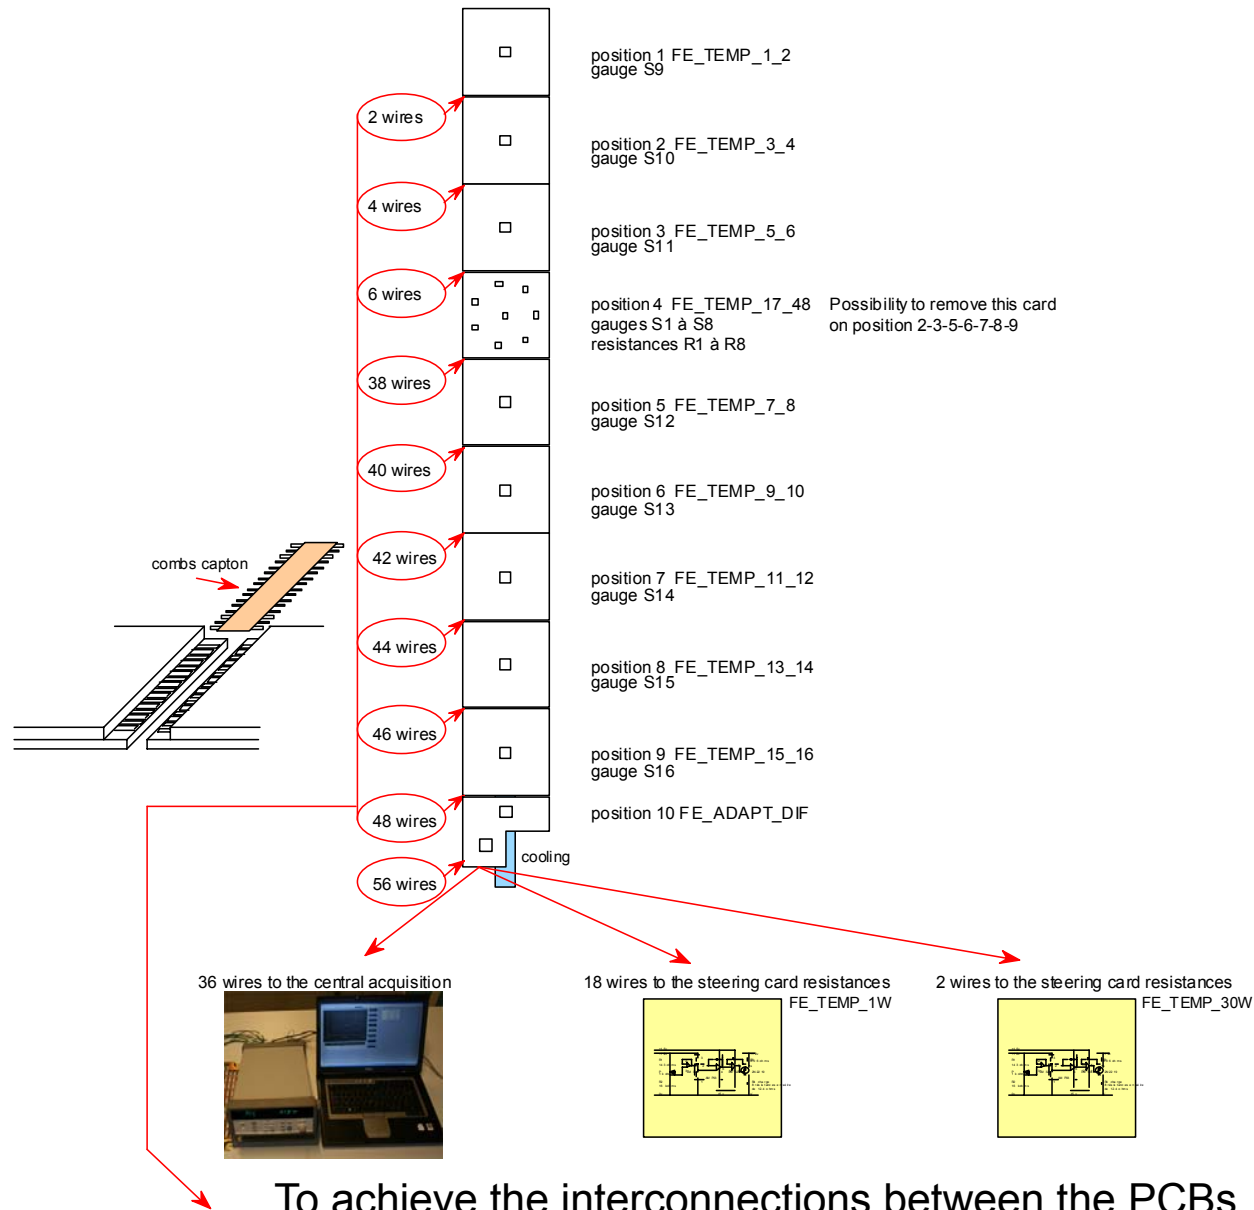 position 1 FE_TEMP_1_2
gauge S9
2 wires
position 2 FE_TEMP_3_4
gauge S10
4 wires
position 3 FE_TEMP_5_6
gauge S11
6 wires
position 4 FE_TEMP_17_48
gauges S1 à S8
resistances R1 à R8
Possibility to remove this card
on position 2-3-5-6-7-8-9
38 wires
position 5 FE_TEMP_7_8
gauge S12
40 wires
position 6 FE_TEMP_9_10
gauge S13
42 wires
combs capton
position 7 FE_TEMP_11_12
gauge S14
44 wires
position 8 FE_TEMP_13_14
gauge S15
46 wires
position 9 FE_TEMP_15_16
gauge S16
48 wires
position 10 FE_ADAPT_DIF
cooling
56 wires
36 wires to the central acquisition
18 wires to the steering card resistances
FE_TEMP_1W
2 wires to the steering card resistances
FE_TEMP_30W
To achieve the interconnections between the PCBs